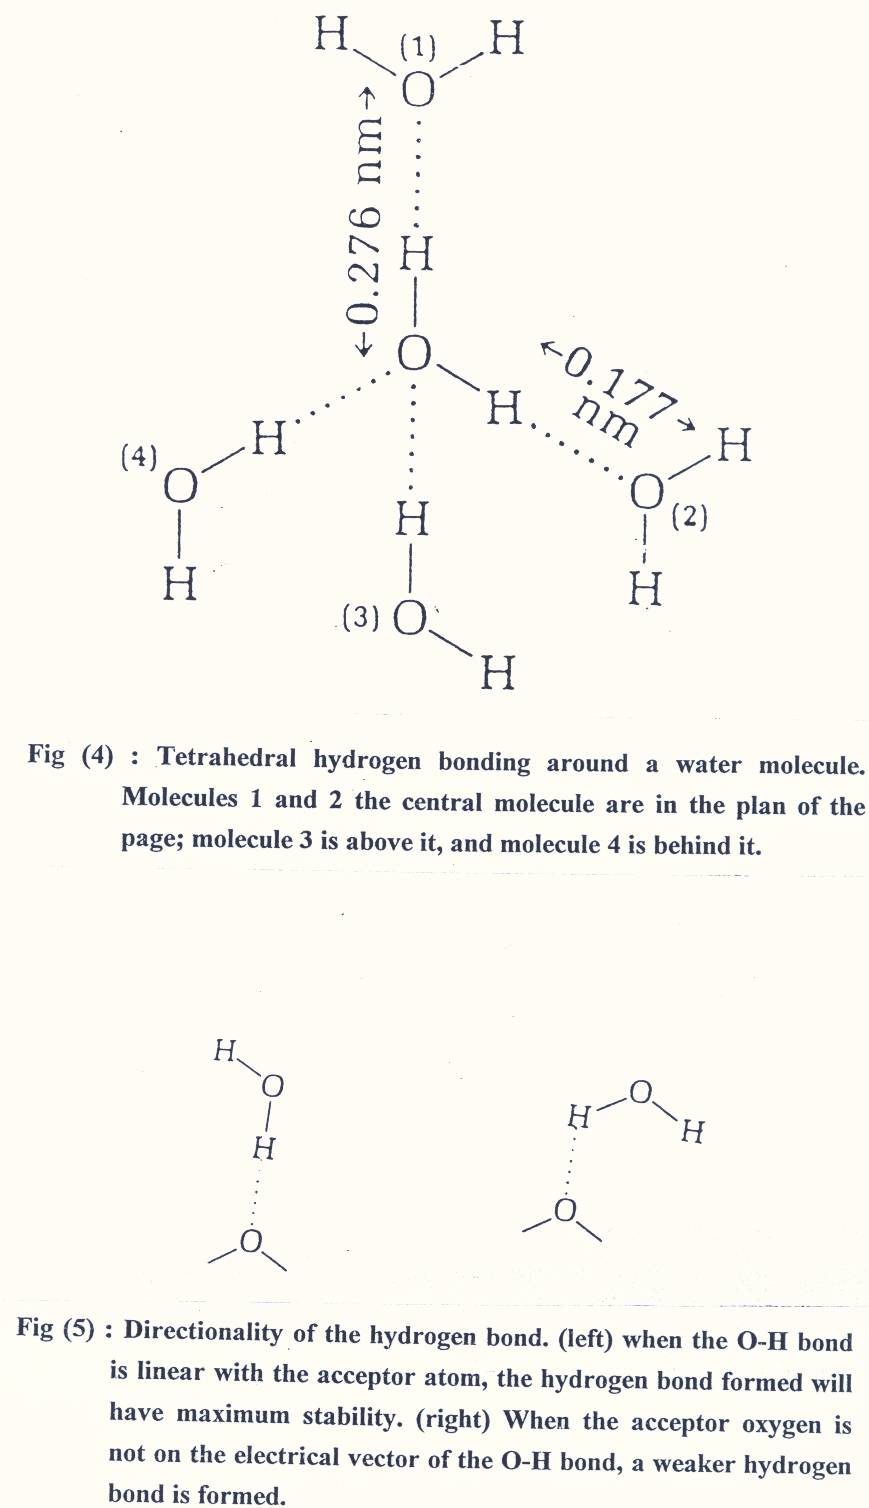 H (1) H
O
←0.276 nm→
H
O
←0.177→
nm
H
H
H
(4)
O
O
(2)
H
H
H
(3) O
H
Fig (4) : Tetrahedral hydrogen bonding around a water molecule.
Molecules 1 and 2 the central molecule are in the plan of the
page; molecule 3 is above it, and molecule 4 is behind it.
H
O
H
O
O
H
H
O
Fig (5) : Directionality of the hydrogen bond. (left) when the O-H bond
is linear with the acceptor atom, the hydrogen bond formed will
have maximum stability. (right) When the acceptor oxygen is
not on the electrical vector of the O-H bond, a weaker hydrogen
bond is formed.